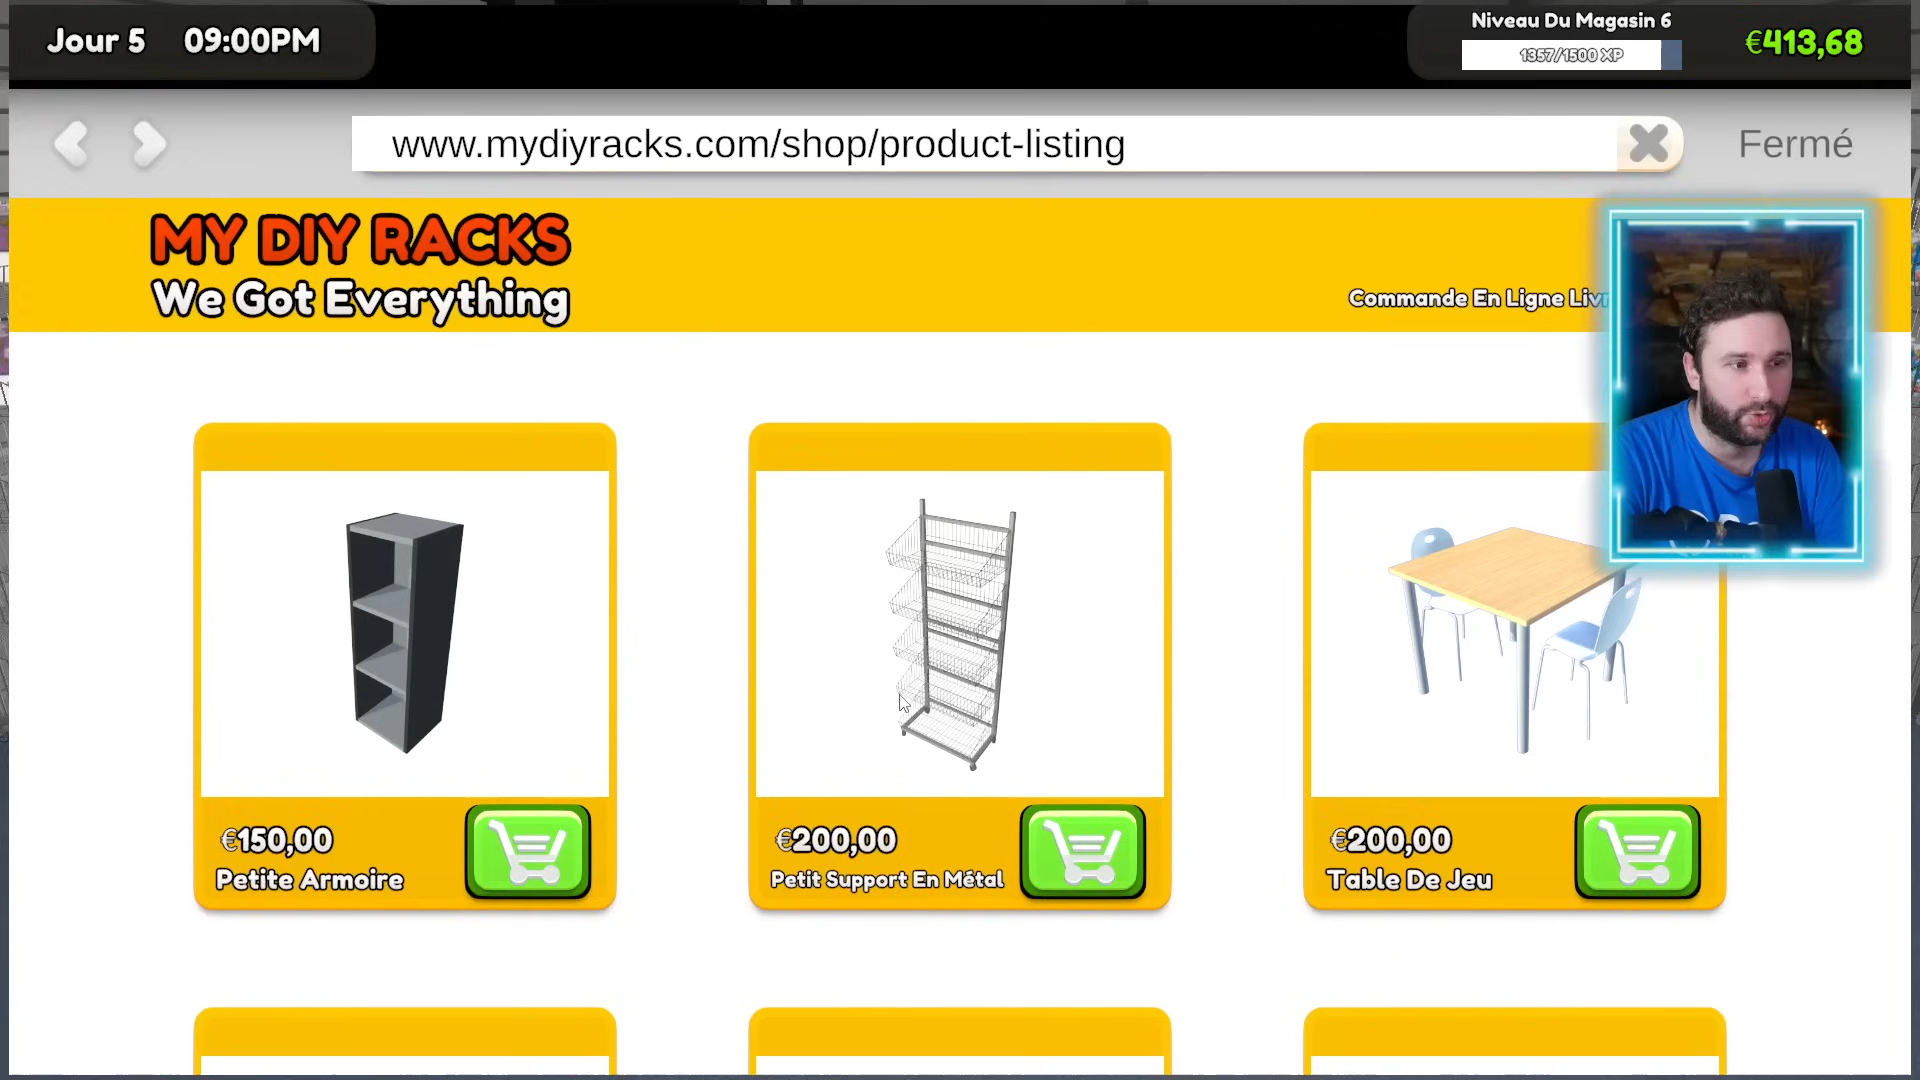 Jour 5 09:00PM
Niveau Du Magasin 6
1357/1500 XP
€413,68
www.mydiyracks.com/shop/product-listing
Fermé
MY DIY RACKS
We Got Everything
Commande En Ligne
€150,00
Petite Armoire
€200,00
Petit Support En Métal
€200,00
Table De Jeu